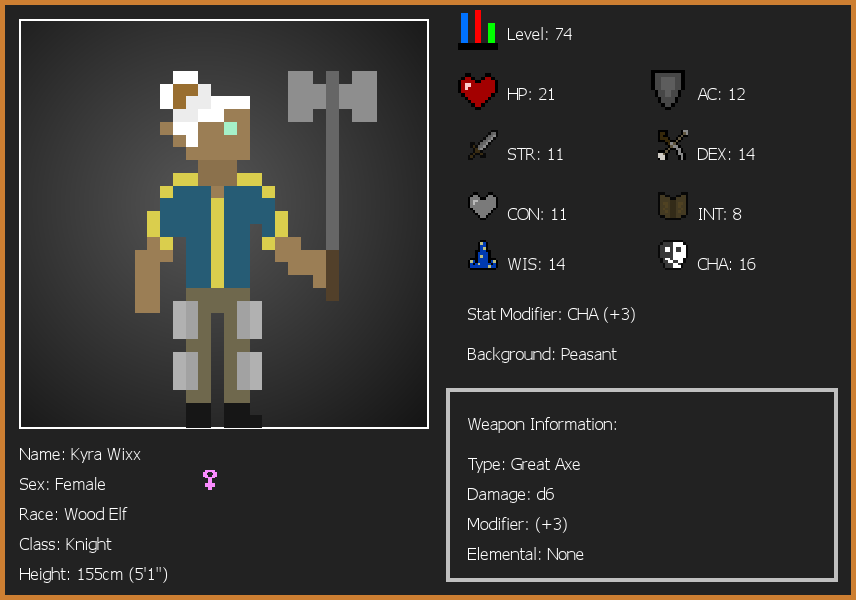 Level: 74
HP: 21
AC: 12
STR: 11
DEX: 14
CON: 11
INT: 8
WIS: 14
CHA: 16
Stat Modifier: CHA (+3)
Background: Peasant
Weapon Information:
Type: Great Axe
Damage: d6
Modifier: (+3)
Elemental: None
Name: Kyra Wixx
Sex: Female
Race: Wood Elf
Class: Knight
Height: 155cm (5'1")